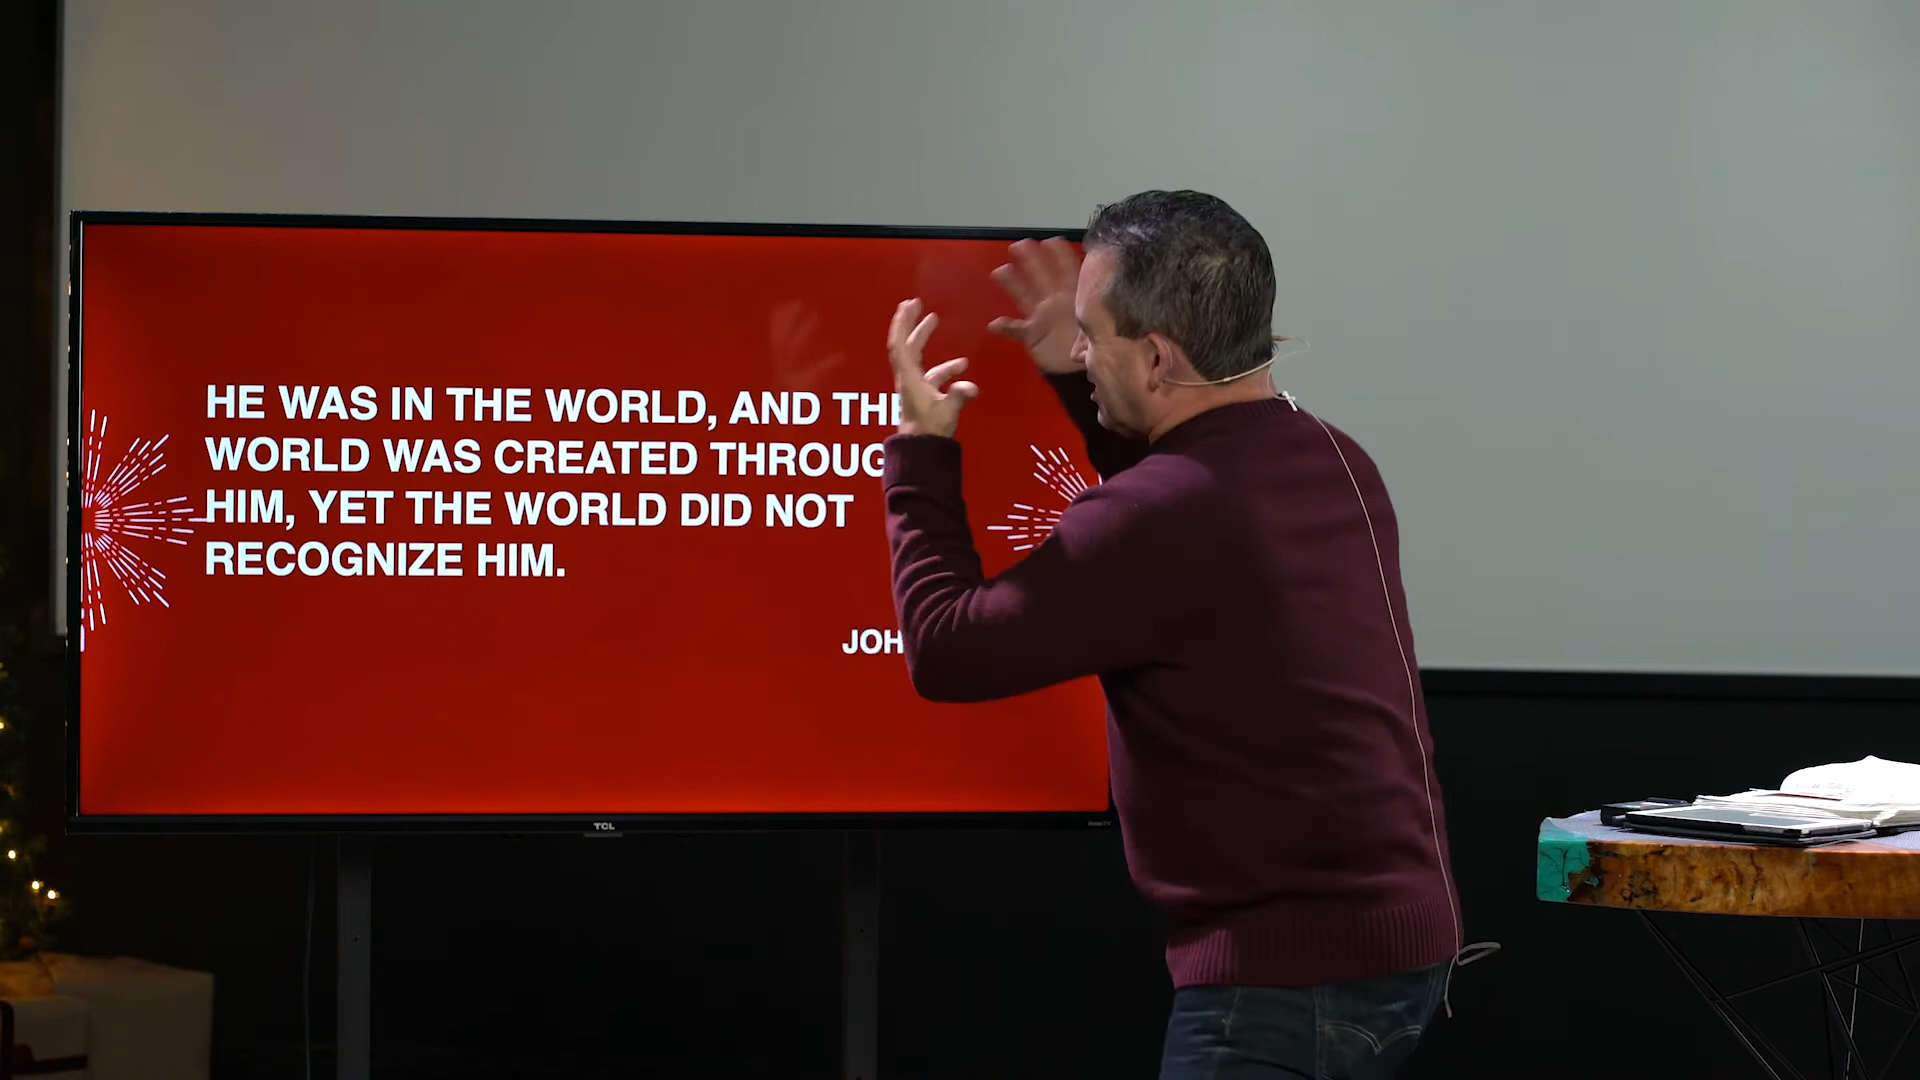 HE WAS IN THE WORLD, AND THE
WORLD WAS CREATED THROUG
HIM, YET THE WORLD DID NOT
RECOGNIZE HIM.
JOH
TCL